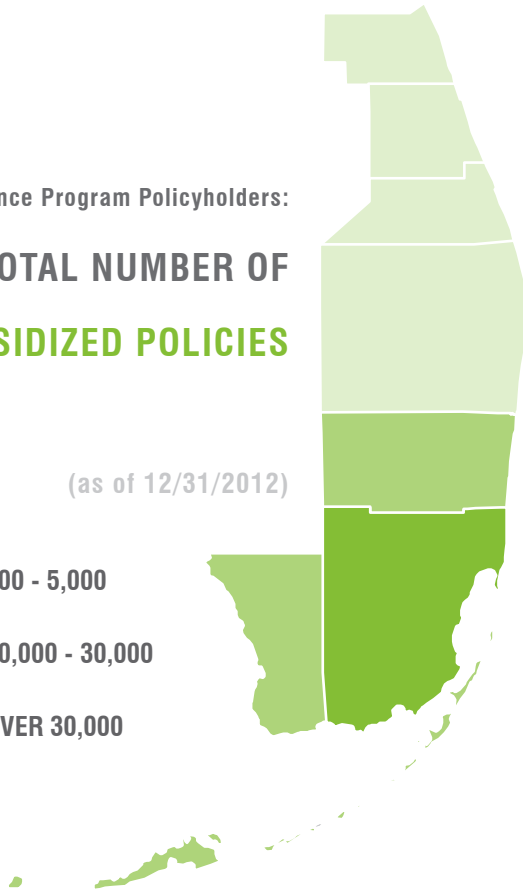 nce Program Policyholders:
OTAL NUMBER OF
SIDIZED POLICIES
(as of 12/31/2012)
00 - 5,000
0,000 - 30,000
VER 30,000